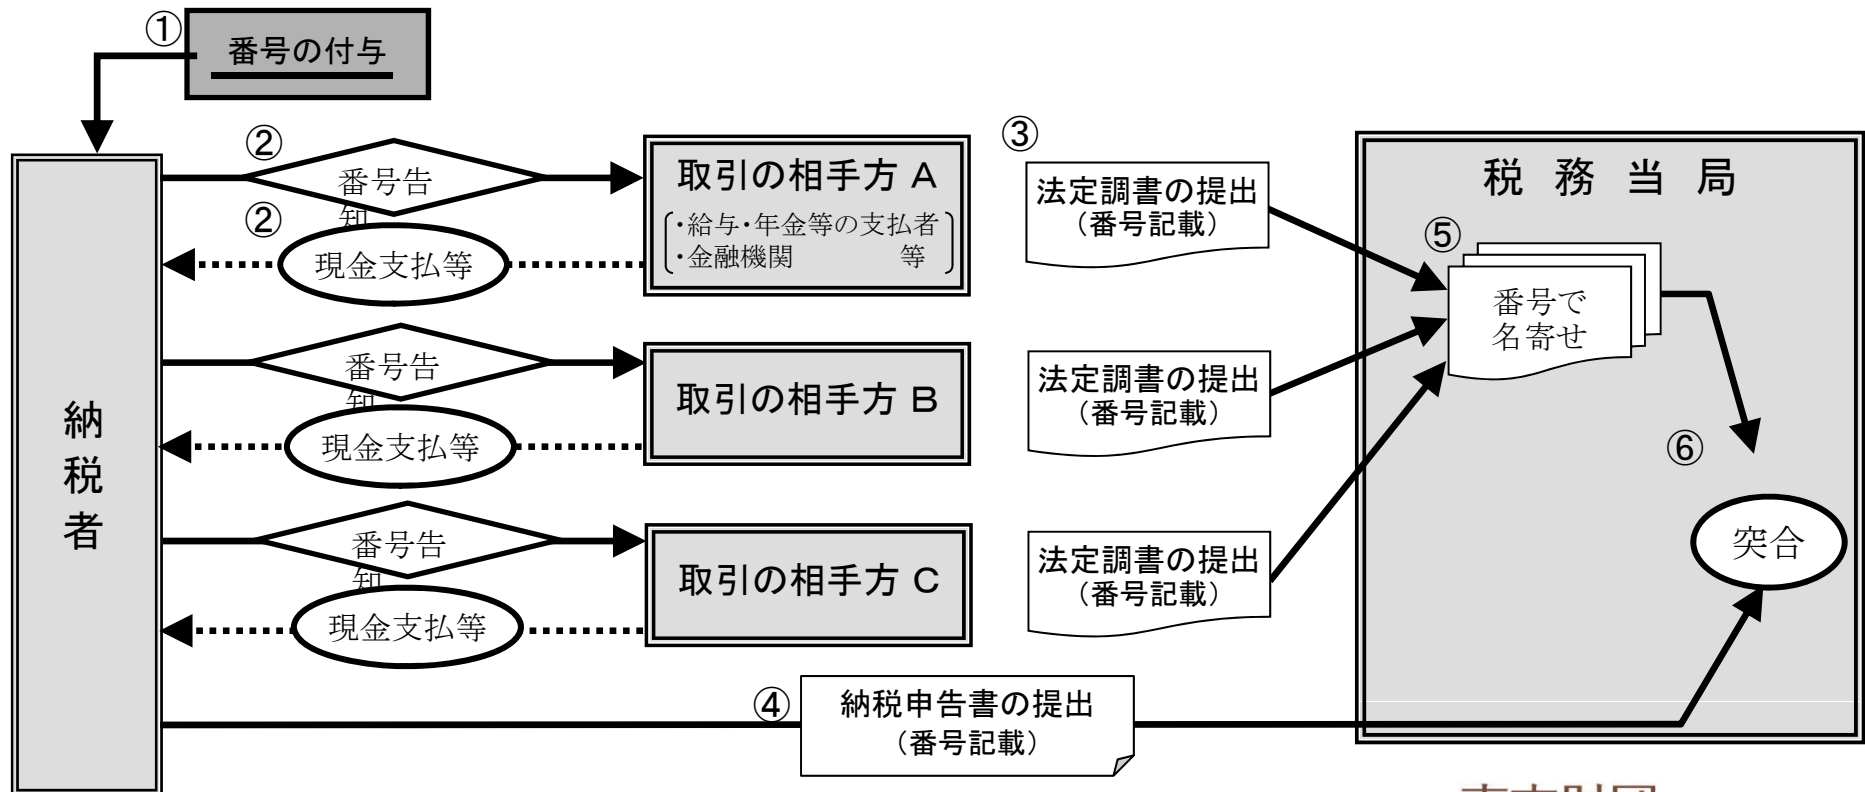 ①
番号の付与
②
番号告
知
取引の相手方 A
・給与・年金等の支払者
・金融機関 等
②
現金支払等
③
法定調書の提出
（番号記載）
税務当局
⑤
番号で
名寄せ
納税者
番号告
知
取引の相手方 B
現金支払等
法定調書の提出
（番号記載）
⑥
突合
番号告
知
取引の相手方 C
現金支払等
法定調書の提出
（番号記載）
④
納税申告書の提出
（番号記載）